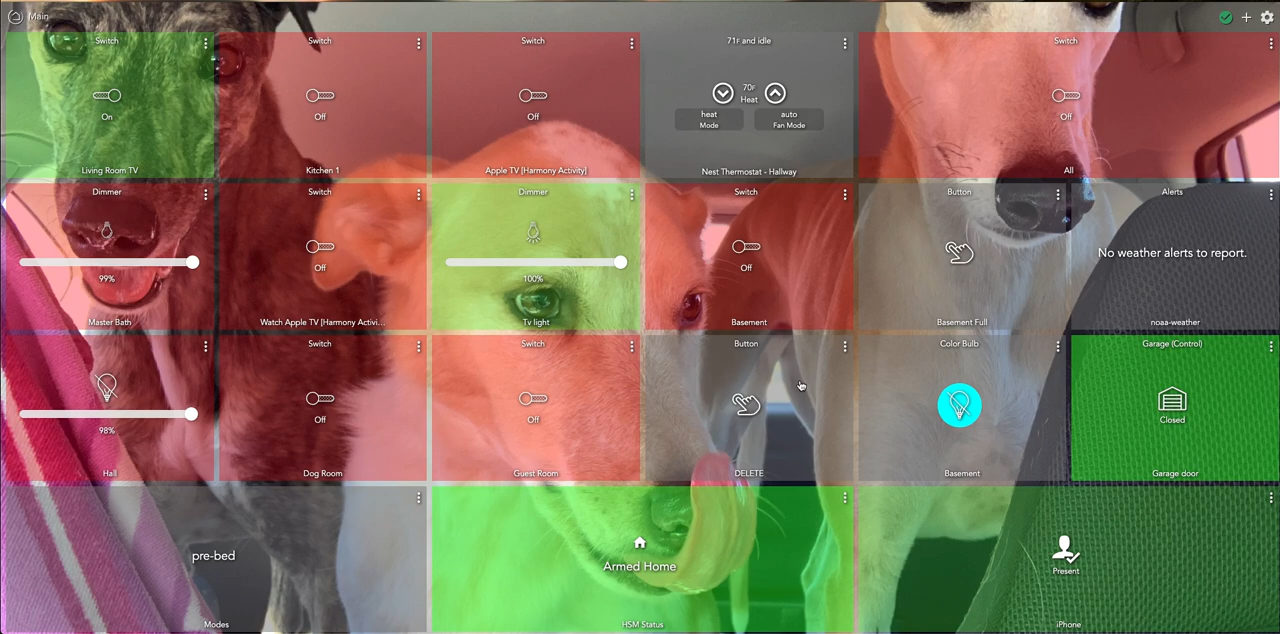 Main
Switch
On
Living Room TV
Switch
Off
Kitchen 1
Switch
Off
Apple TV [Harmony Activity]
71F and idle
70F
Heat
heat
Mode
auto
Fan Mode
Nest Thermostat - Hallway
Switch
Off
All
Dimmer
99%
Master Bath
Switch
Off
Watch Apple TV [Harmony Activi...
Dimmer
100%
Tv light
Switch
Off
Basement
Button
Basement Full
Alerts
No weather alerts to report.
noaa-weather
98%
Hall
Switch
Off
Dog Room
Switch
Off
Guest Room
Button
DELETE
Color Bulb
Basement
Garage (Control)
Closed
Garage door
pre-bed
Modes
Armed Home
HSM Status
Present
iPhone